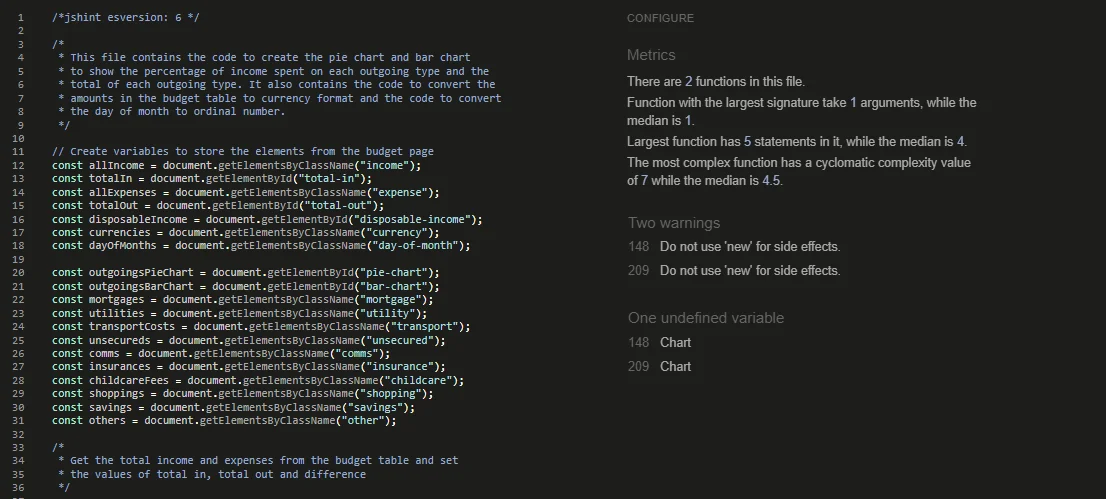 1 /*jshint esversion: 6 */
2
3 /*
4 * This file contains the code to create the pie chart and bar chart
5 * to show the percentage of income spent on each outgoing type and the
6 * total of each outgoing type. It also contains the code to convert the
7 * amounts in the budget table to currency format and the code to convert
8 * the day of month to ordinal number.
9 */
10
11 // Create variables to store the elements from the budget page
12 const allIncome = document.getElementsByClassName("income");
13 const totalIn = document.getElementById("total-in");
14 const allExpenses = document.getElementsByClassName("expense");
15 const totalOut = document.getElementById("total-out");
16 const disposableIncome = document.getElementById("disposable-income");
17 const currencies = document.getElementsByClassName("currency");
18 const dayOfMonths = document.getElementsByClassName("day-of-month");
19
20 const outgoingsPieChart = document.getElementById("pie-chart");
21 const outgoingsBarChart = document.getElementById("bar-chart");
22 const mortgages = document.getElementsByClassName("mortgage");
23 const utilities = document.getElementsByClassName("utility");
24 const transportCosts = document.getElementsByClassName("transport");
25 const unsecureds = document.getElementsByClassName("unsecured");
26 const comms = document.getElementsByClassName("comms");
27 const insurances = document.getElementsByClassName("insurance");
28 const childcareFees = document.getElementsByClassName("childcare");
29 const shoppings = document.getElementsByClassName("shopping");
30 const savings = document.getElementsByClassName("savings");
31 const others = document.getElementsByClassName("other");
32
33 /*
34 * Get the total income and expenses from the budget table and set
35 * the values of total in, total out and difference
36 */
CONFIGURE
Metrics
There are 2 functions in this file.
Function with the largest signature take 1 arguments, while the
median is 1.
Largest function has 5 statements in it, while the median is 4.
The most complex function has a cyclomatic complexity value
of 7 while the median is 4.5.
Two warnings
148 Do not use 'new' for side effects.
209 Do not use 'new' for side effects.
One undefined variable
148 Chart
209 Chart